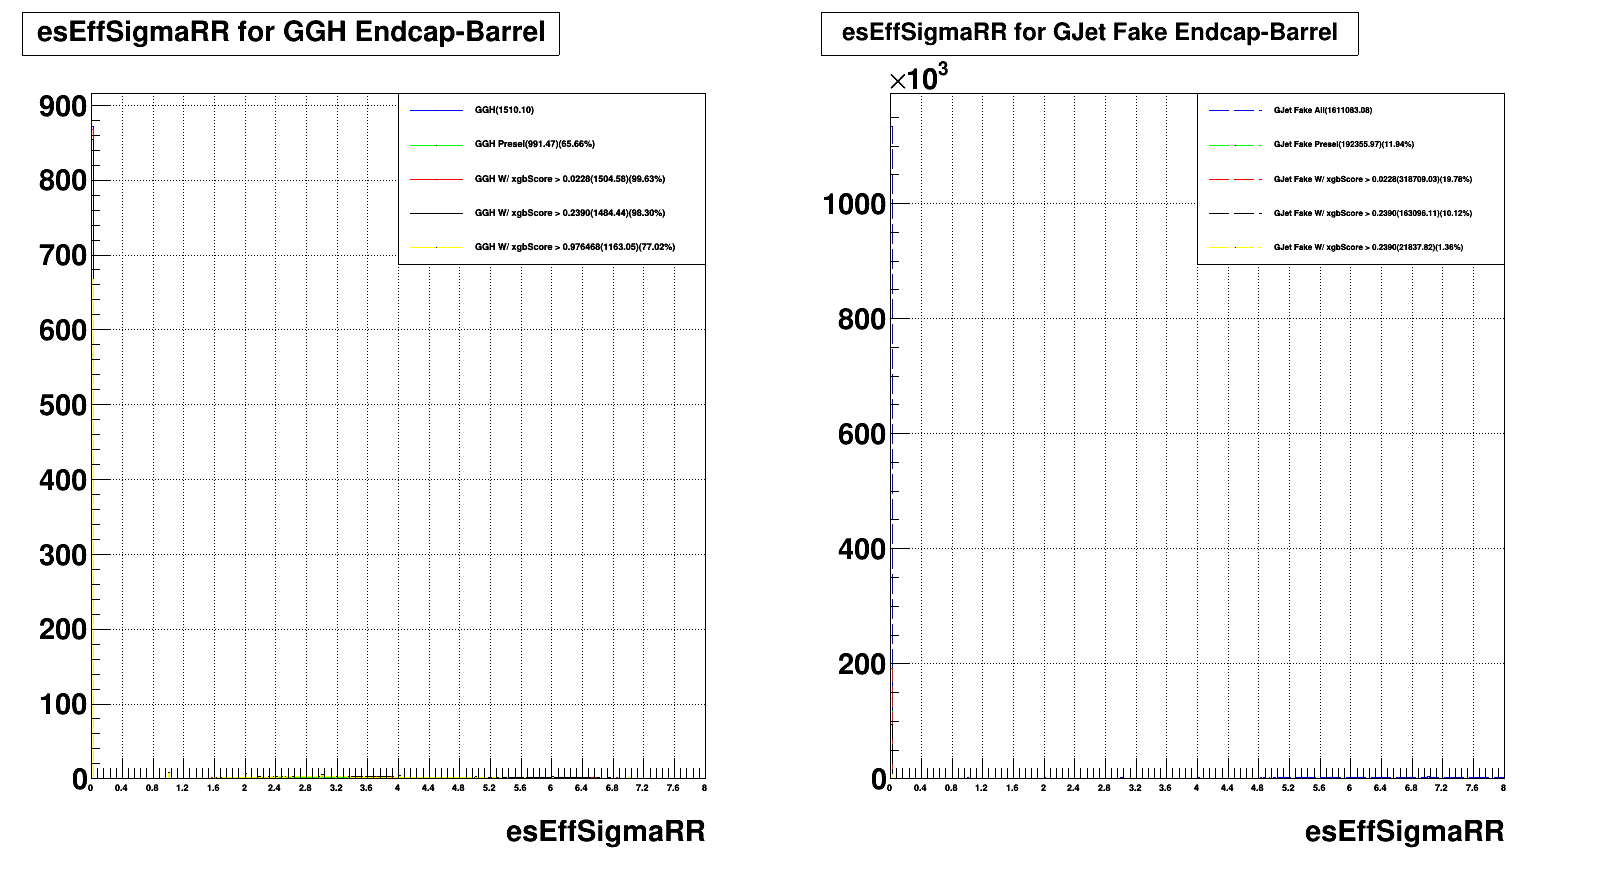 esEffSigmaRR for GGH Endcap-Barrel
900
800
700
600
500
400
300
200
100
0
GGH(1510.10)
GGH Presel(991.47)(65.66%)
GGH W/ xgbScore > 0.0228(1504.58)(99.63%)
GGH W/ xgbScore > 0.2390(1484.44)(98.30%)
GGH W/ xgbScore > 0.976468(1163.05)(77.02%)
0 0.4 0.8 1.2 1.6 2 2.4 2.8 3.2 3.6 4 4.4 4.8 5.2 5.6 6 6.4 6.8 7.2 7.6 8
esEffSigmaRR
esEffSigmaRR for GJet Fake Endcap-Barrel
×10³
1000
800
600
400
200
0
GJet Fake All(1611083.08)
GJet Fake Presel(192355.97)(11.94%)
GJet Fake W/ xgbScore > 0.0228(318709.03)(19.78%)
GJet Fake W/ xgbScore > 0.2390(163096.11)(10.12%)
GJet Fake W/ xgbScore > 0.2390(21837.82)(1.36%)
0 0.4 0.8 1.2 1.6 2 2.4 2.8 3.2 3.6 4 4.4 4.8 5.2 5.6 6 6.4 6.8 7.2 7.6 8
esEffSigmaRR